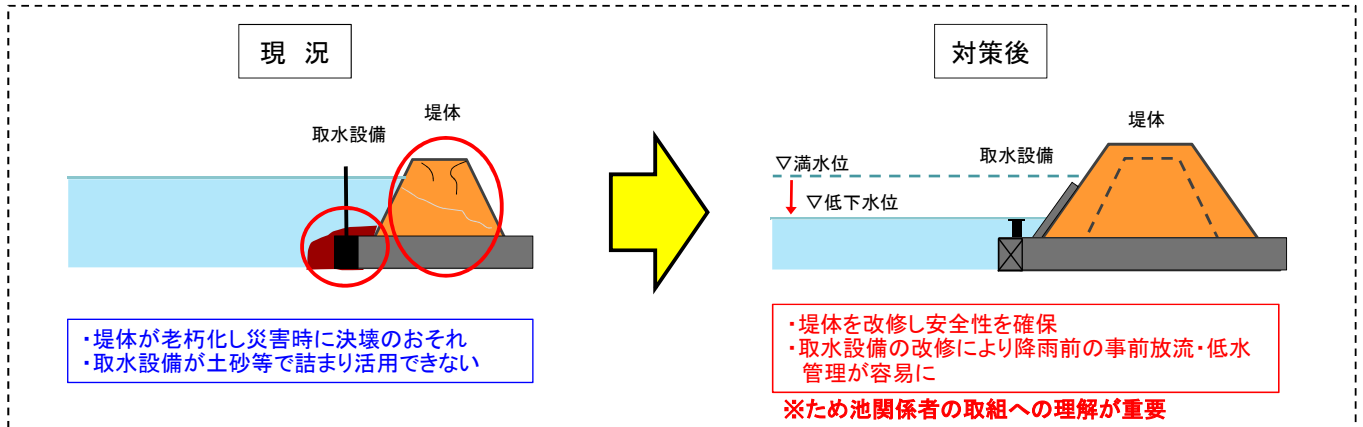 現 況
堤体
取水設備
・堤体が老朽化し災害時に決壊のおそれ
・取水設備が土砂等で詰まり活用できない
対策後
堤体
取水設備
▽満水位
▽低下水位
・堤体を改修し安全性を確保
・取水設備の改修により降雨前の事前放流・低水
管理が容易に
※ため池関係者の取組への理解が重要